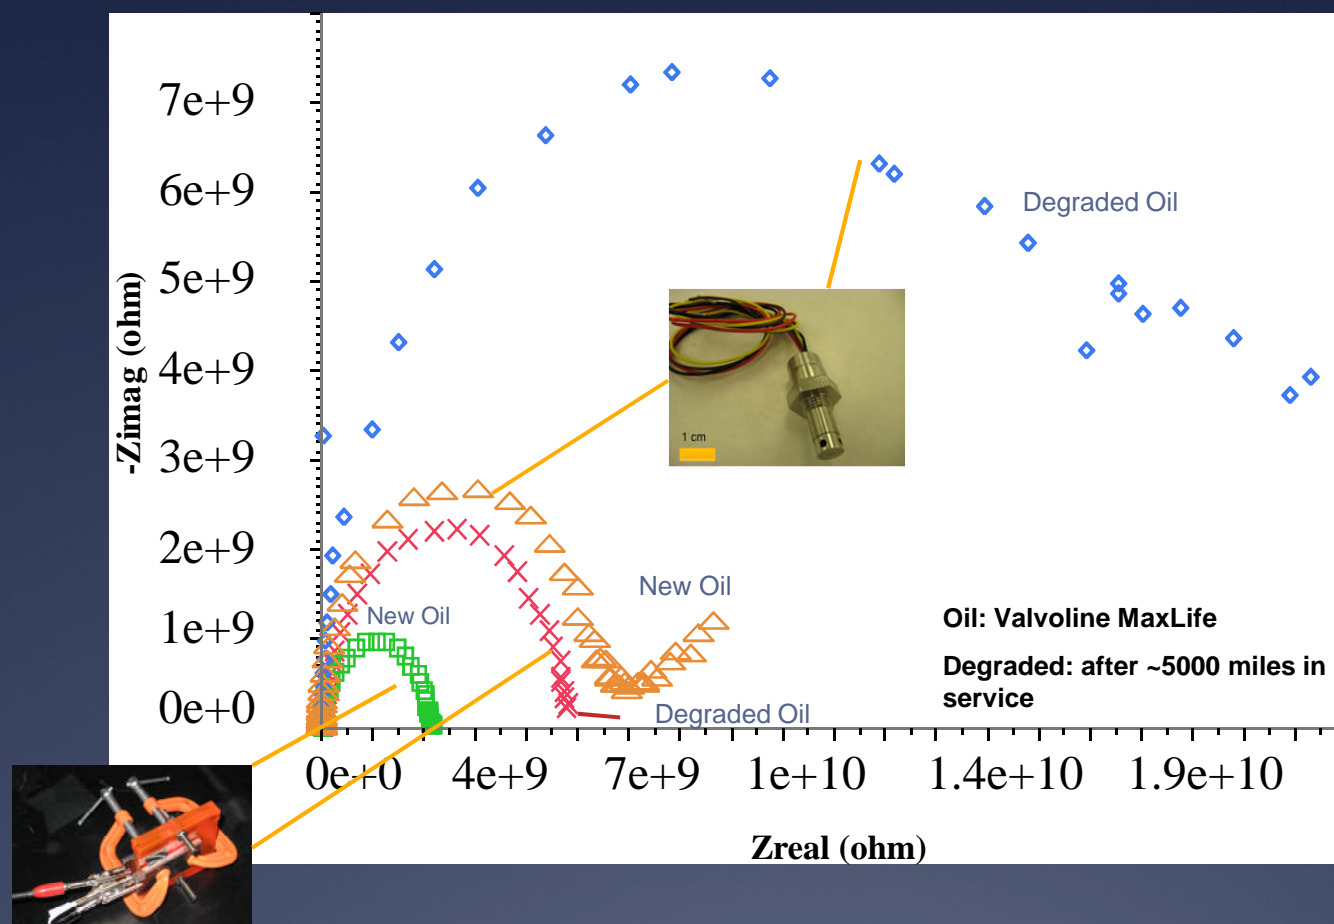 7e+9
6e+9
Degraded Oil
5e+9
-Zimag (ohm)
4e+9
1 cm
3e+9
2e+9
New Oil
New Oil
1e+9
Oil: Valvoline MaxLife
Degraded: after ~5000 miles in
service
0e+0
Degraded Oil
0e+0 4e+9 7e+9 1e+10 1.4e+10 1.9e+10
Zreal (ohm)